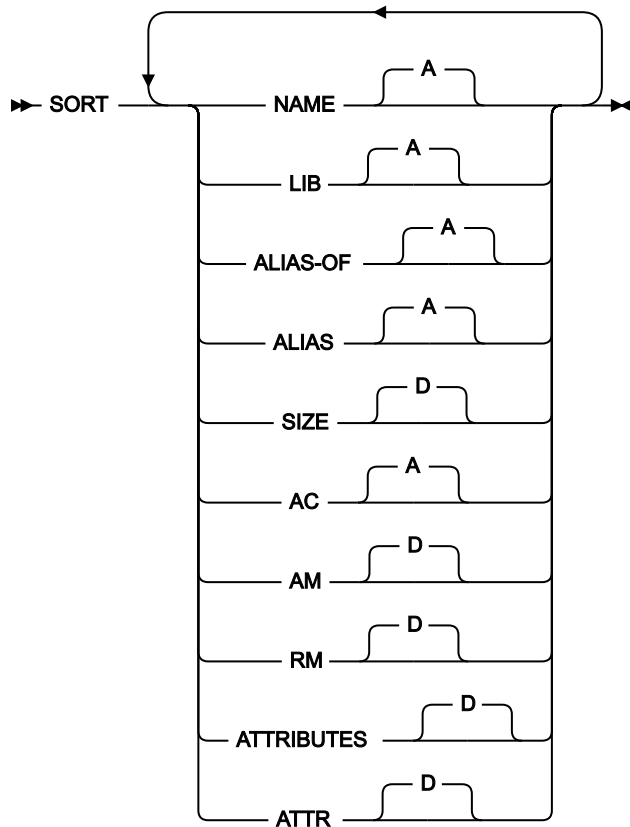 A
SORT NAME
A
LIB
A
ALIAS-OF
A
ALIAS
D
SIZE
A
AC
D
AM
D
RM
D
ATTRIBUTES
D
ATTR